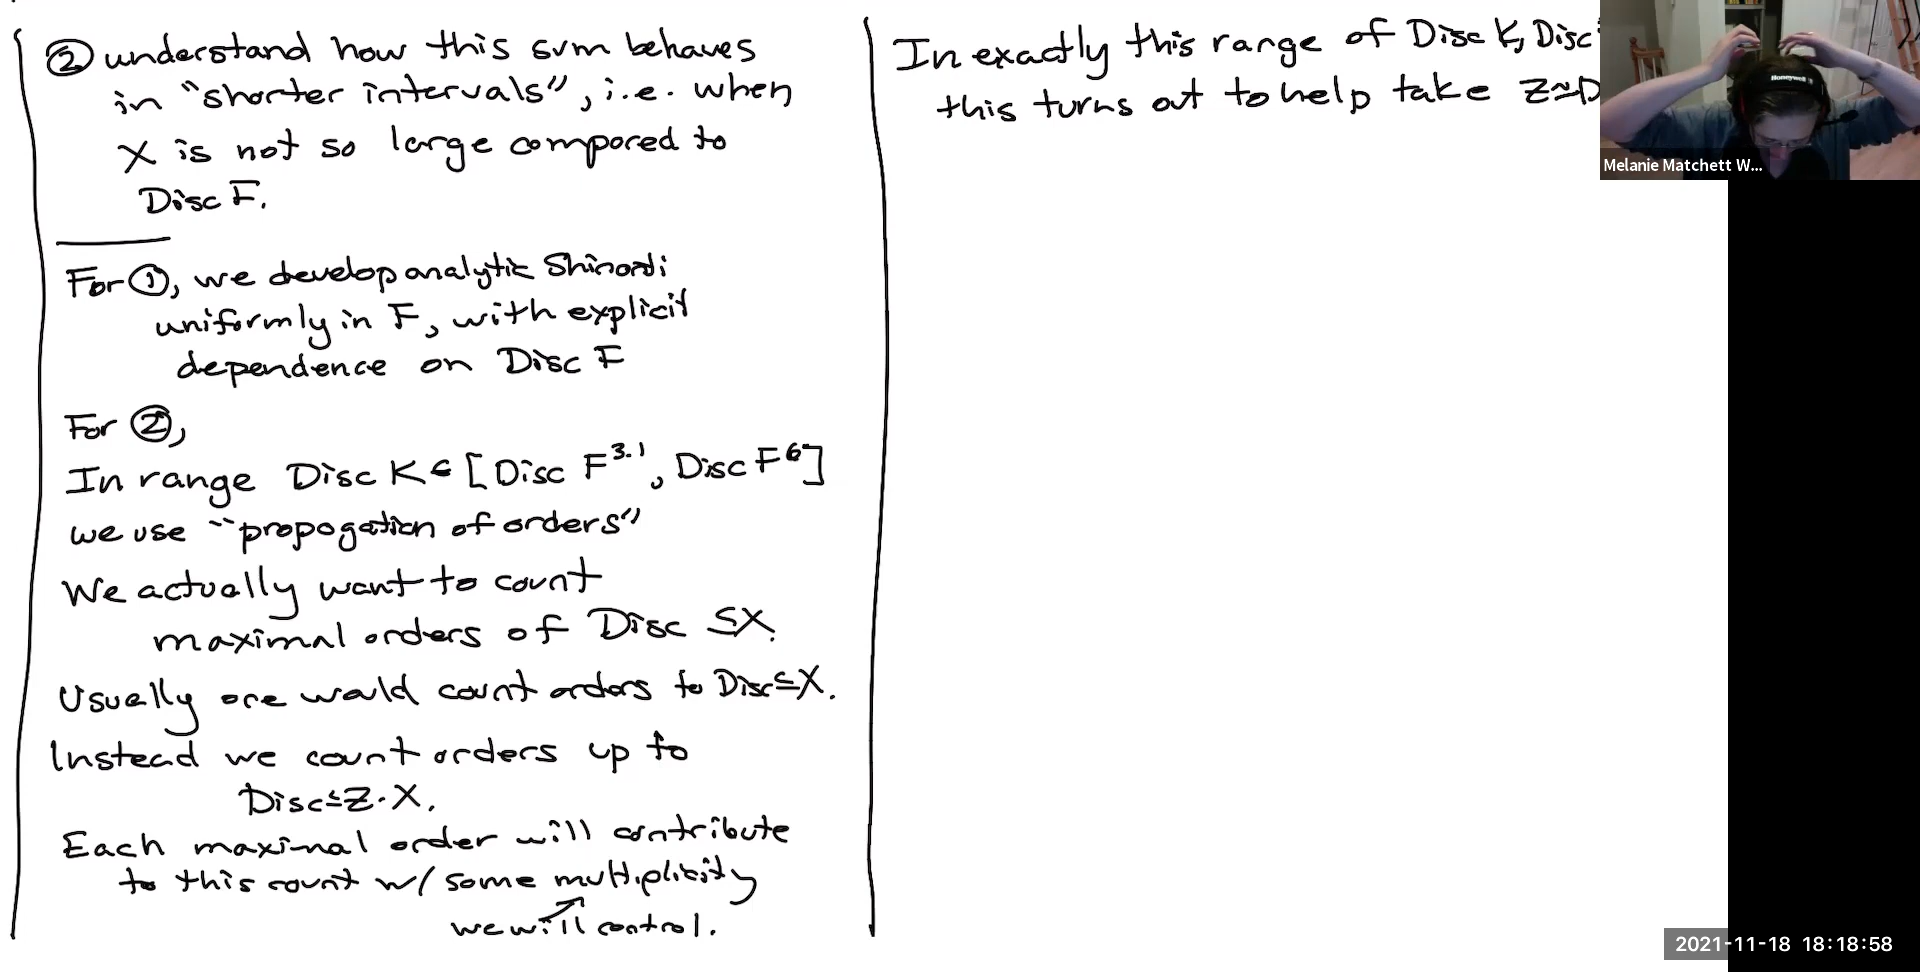 ② understand how this sum behaves
in "shorter intervals", i.e. when
X is not so large compared to
Disc F.
For ①, we develop analytic Shintani
uniformly in F, with explicit
dependence on Disc F
For ②,
In range Disc K ∈ [Disc F^3.1, Disc F^6]
we use "propogation of orders"
We actually want to count
maximal orders of Disc ≤X.
Usually one would count orders to Disc≤X.
Instead we count orders up to
Disc≤Z·X.
Each maximal order will contribute
to this count w/ some multiplicity
we will control.
In exactly this range of Disc K, Disc
this turns out to help take Z≈D
Honeywell
Melanie Matchett W...
2021-11-18 18:18:58